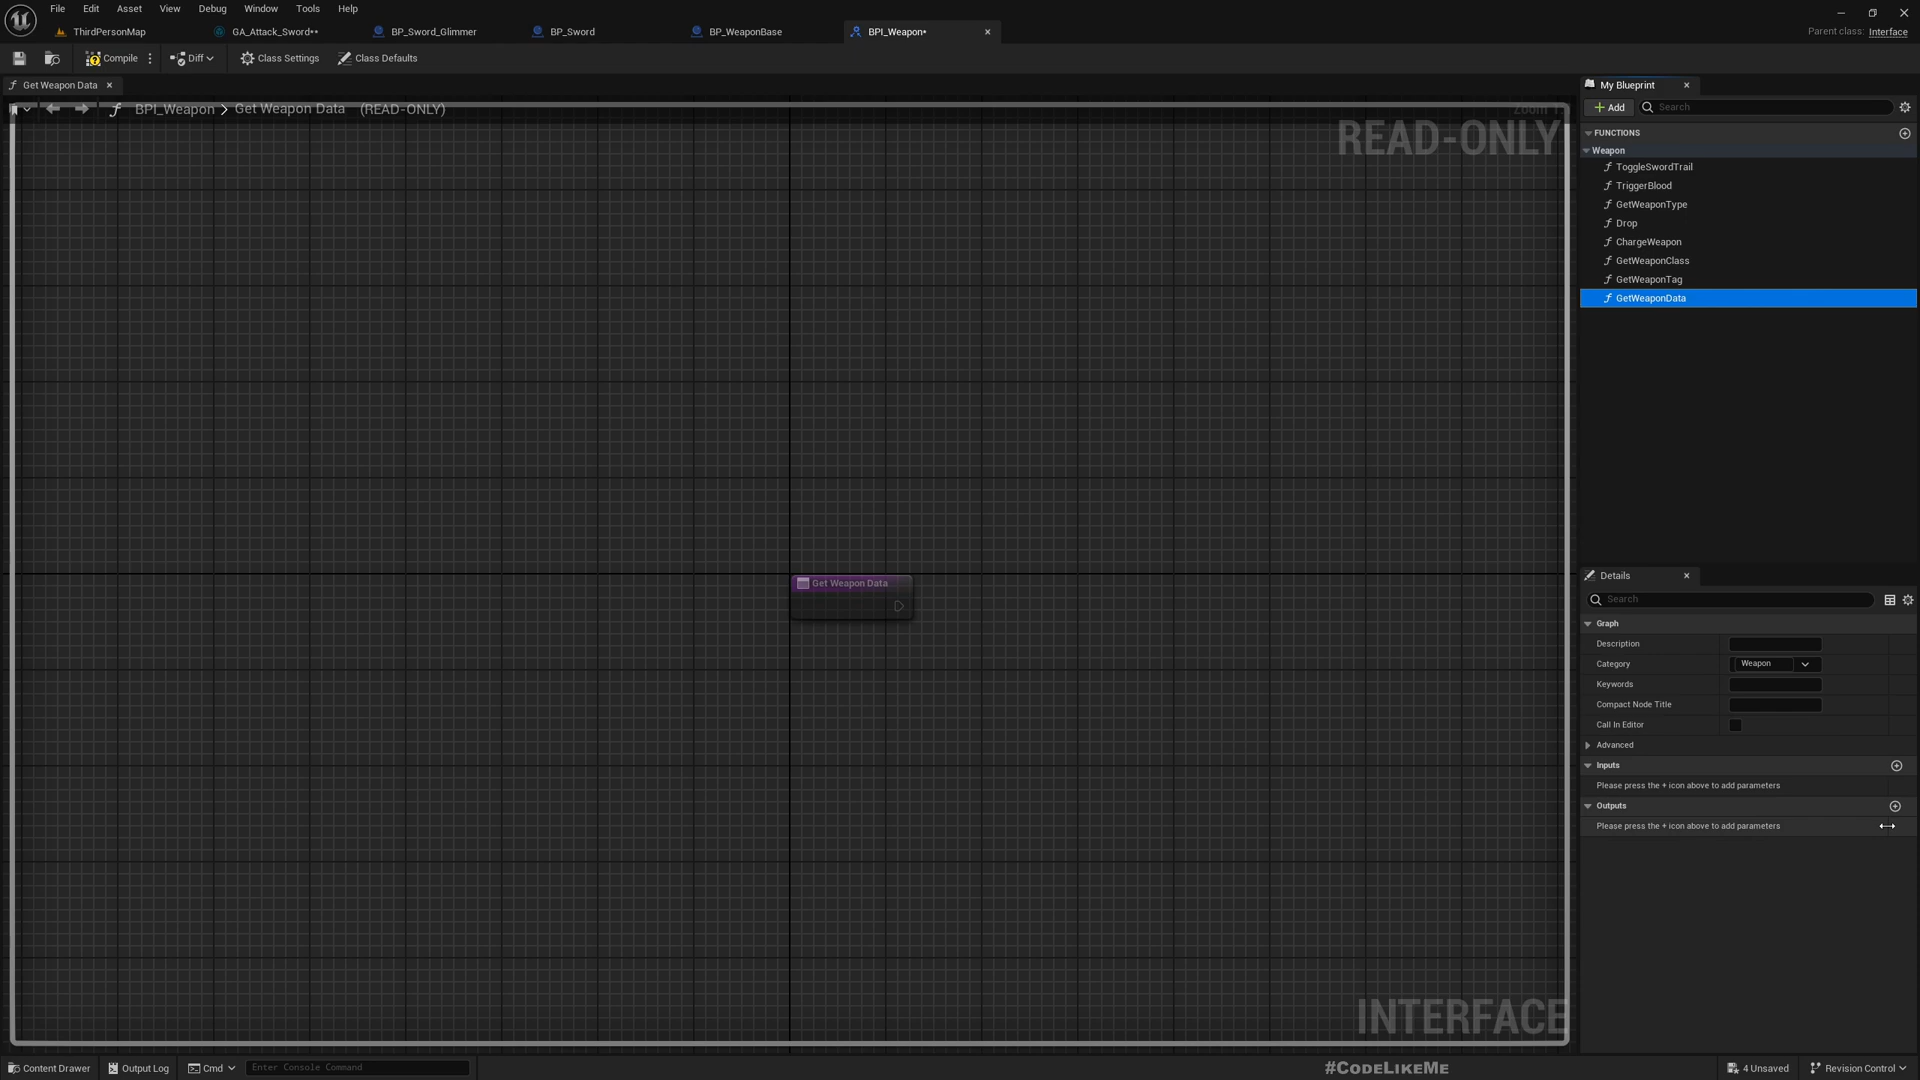 File Edit Asset View Debug Window Tools Help
ThirdPersonMap GA_Attack_Sword•• BP_Sword_Glimmer BP_Sword BP_WeaponBase BPI_Weapon•
Parent class: Interface
Compile Diff Class Settings Class Defaults
Get Weapon Data
BPI_Weapon > Get Weapon Data (READ-ONLY)
READ-ONLY
Get Weapon Data
INTERFACE
My Blueprint
Add Search
FUNCTIONS
Weapon
ToggleSwordTrail
TriggerBlood
GetWeaponType
Drop
ChargeWeapon
GetWeaponClass
GetWeaponTag
GetWeaponData
Details
Search
Graph
Description
Category Weapon
Keywords
Compact Node Title
Call In Editor
Advanced
Inputs
Please press the + icon above to add parameters
Outputs
Please press the + icon above to add parameters
Content Drawer Output Log Cmd Enter Console Command #CodeLikeMe 4 Unsaved Revision Control